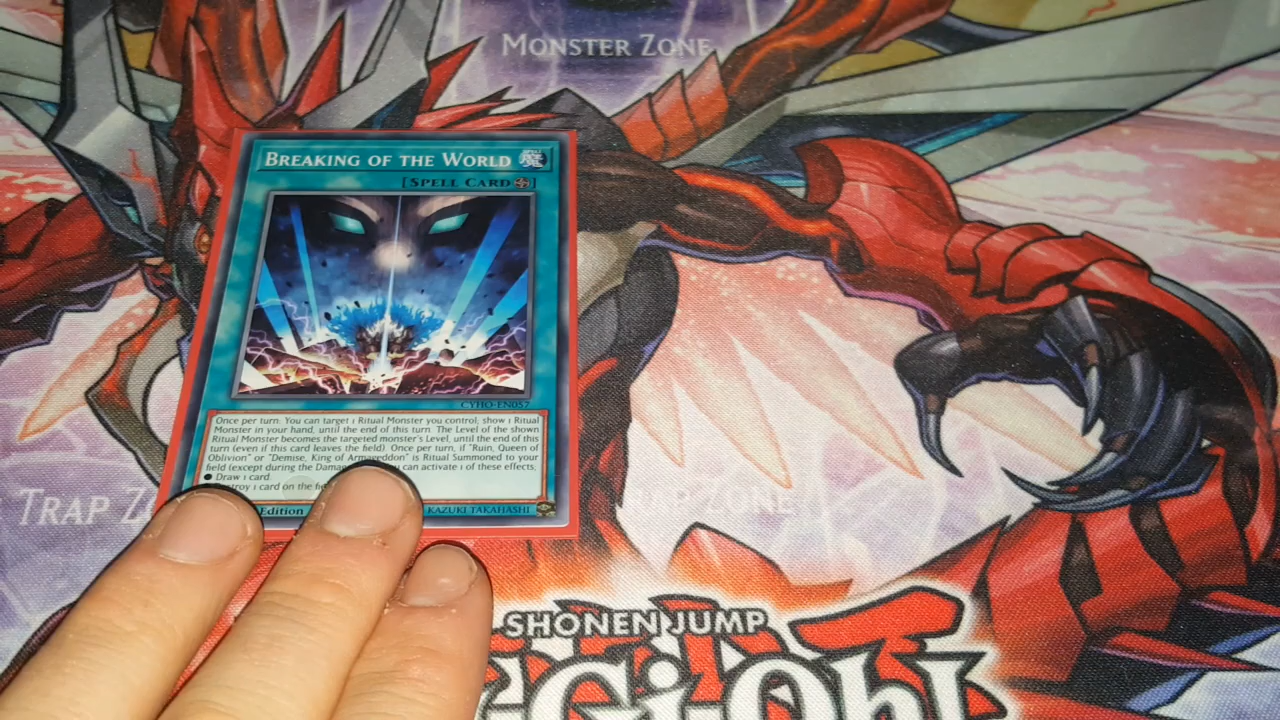 MONSTER ZONE
BREAKING OF THE WORLD
[SPELL CARD]
CYHO-EN057
Once per turn: You can target 1 Ritual Monster you control; show 1 Ritual
Monster in your hand, until the end of this turn. The Level of the shown
Ritual Monster becomes the targeted monster's Level, until the end of this
turn (even if this card leaves the field). Once per turn, if "Ruin, Queen of
Oblivion" or "Demise, King of Armageddon" is Ritual Summoned to your
field (except during the can activate 1 of these effects.
● Draw 1 card.
1 card on the
Edition
KAZUKI TAKAHASHI
TRAP
ZONE
SHONEN JUMP